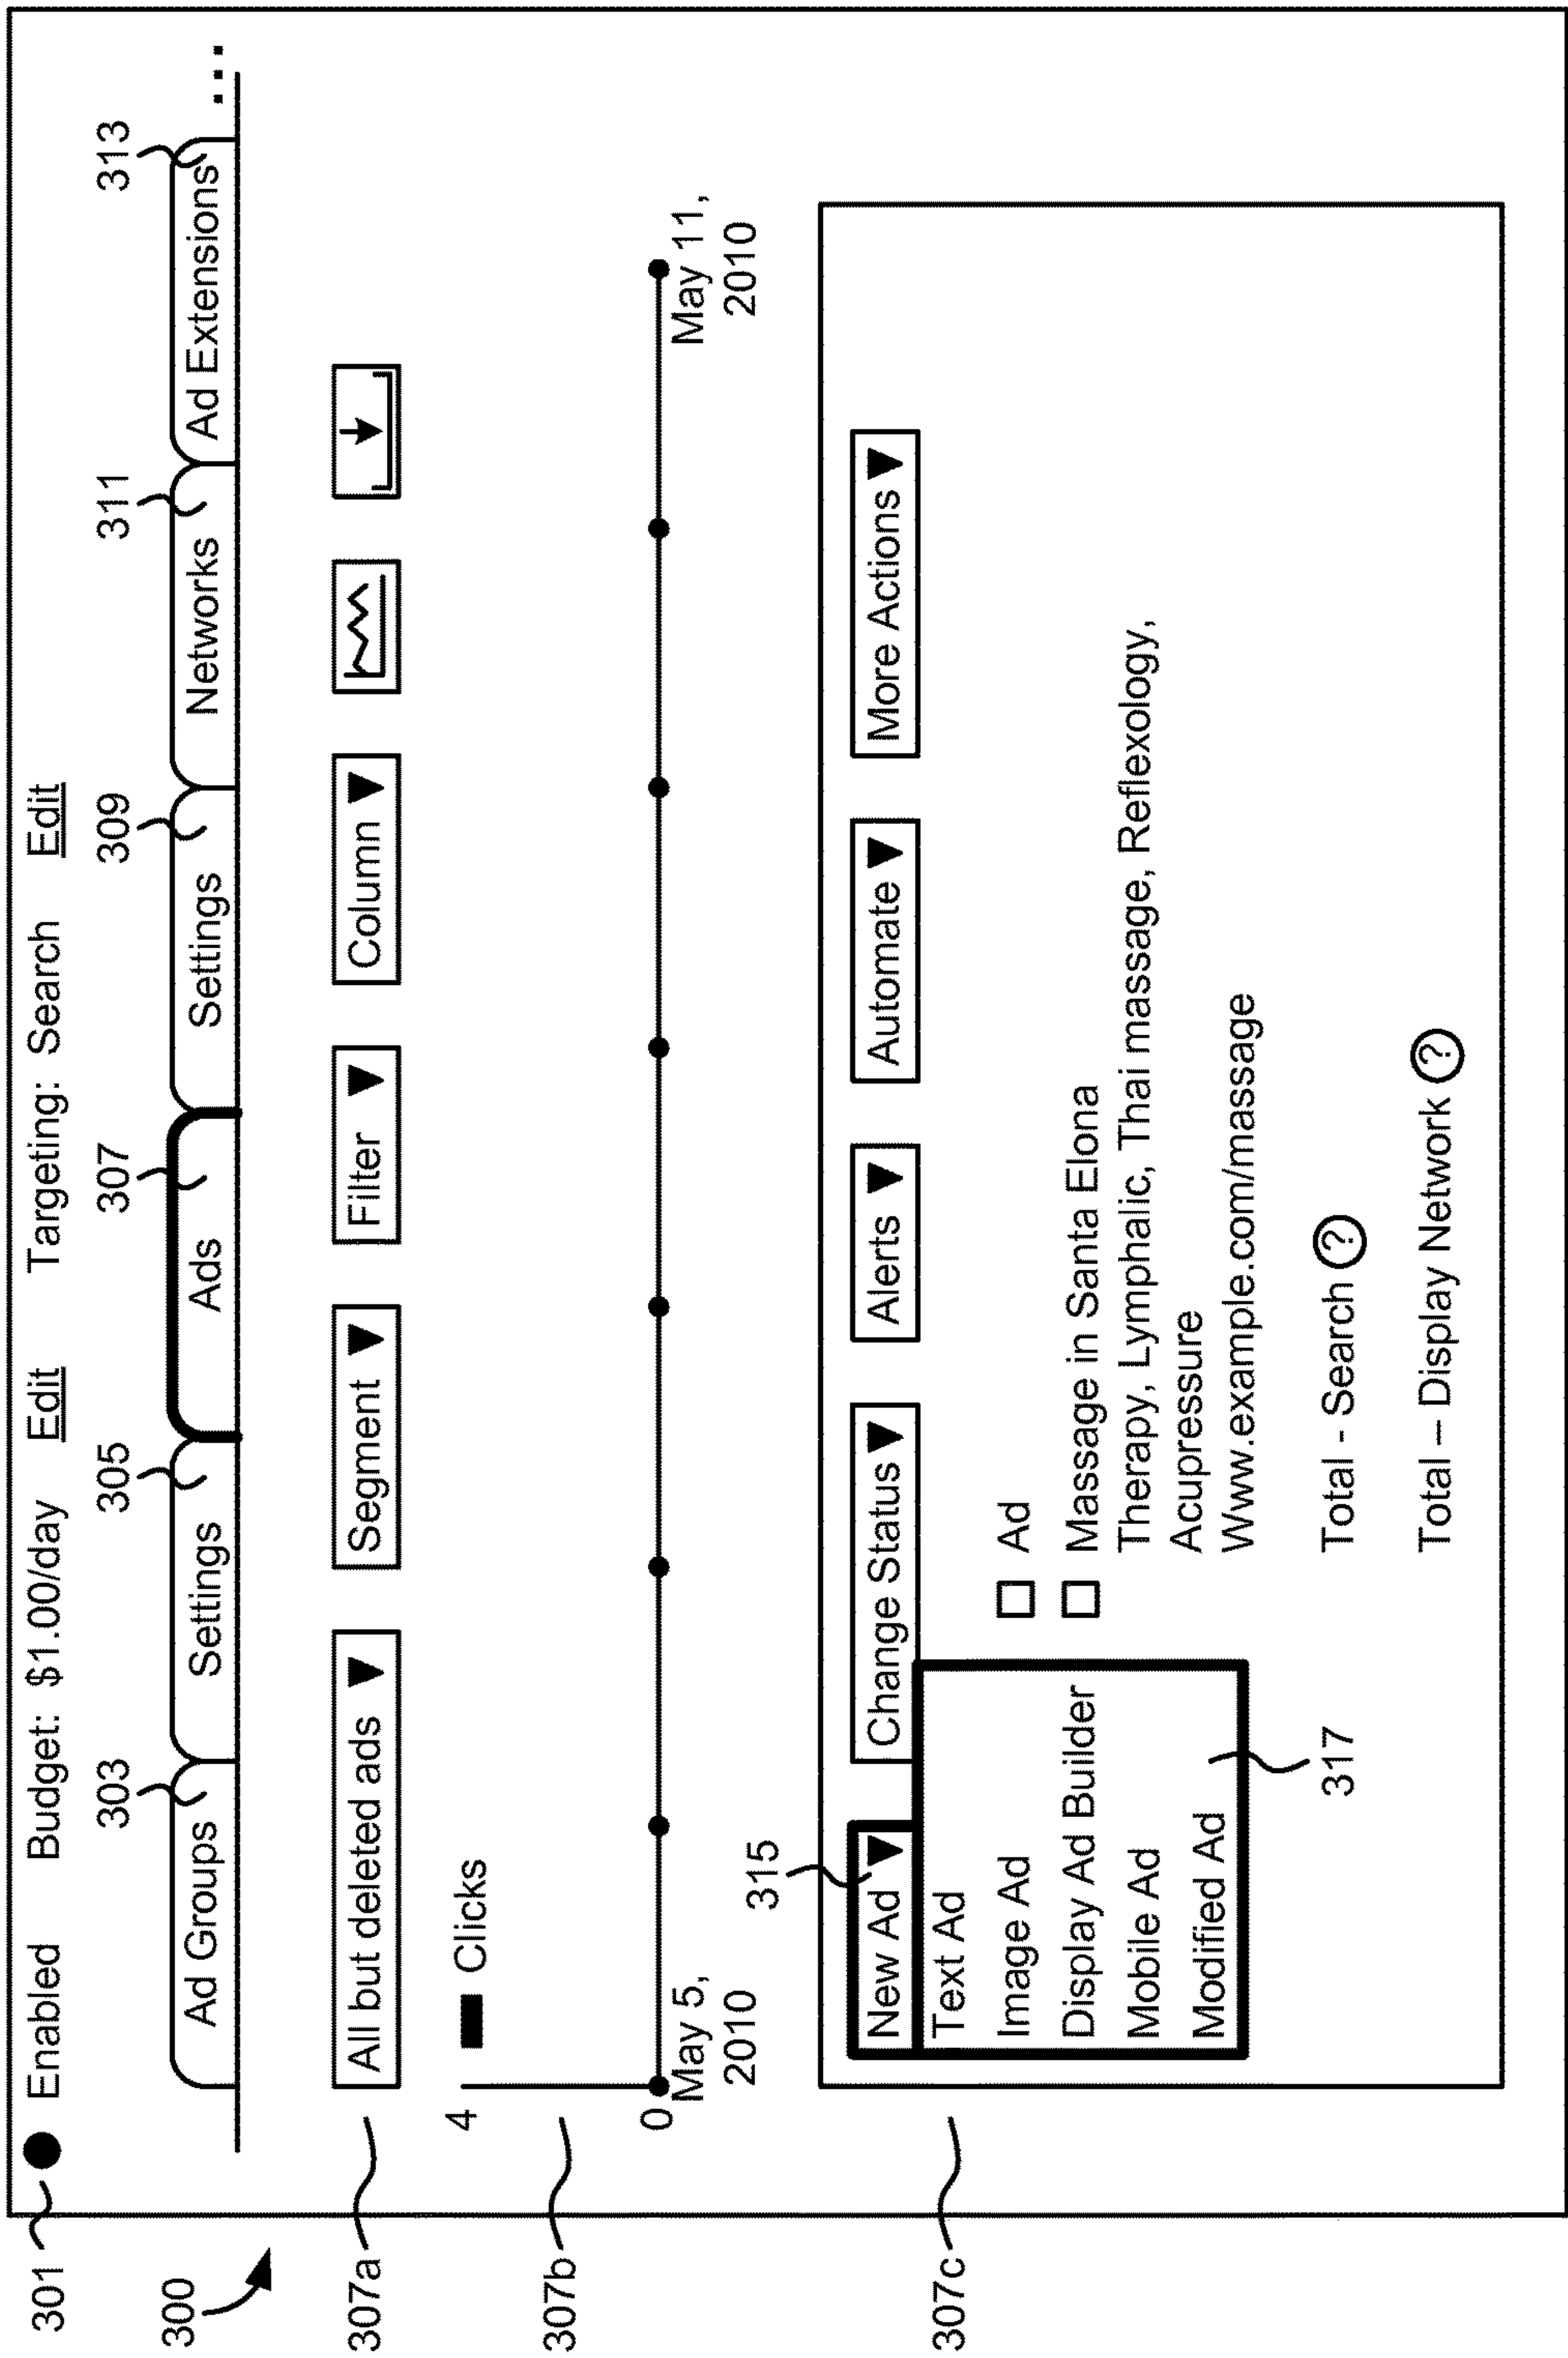 301
Enabled Budget: $1.00/day Edit Targeting: Search Edit
300
303 305 307 309 311 313
Ad Groups Settings Ads Settings Networks Ad Extensions ...
307a
All but deleted ads ▼ Segment ▼ Filter ▼ Column ▼
4
Clicks
307b
0
May 5,
2010
May 11,
2010
315
307c
New Ad ▼ Change Status ▼ Alerts ▼ Automate ▼ More Actions ▼
Text Ad
Image Ad
Display Ad Builder
Mobile Ad
Modified Ad
317
Ad
Massage in Santa Elona
Therapy, Lymphalic, Thai massage, Reflexology,
Acupressure
Www.example.com/massage
Total - Search ?
Total – Display Network ?